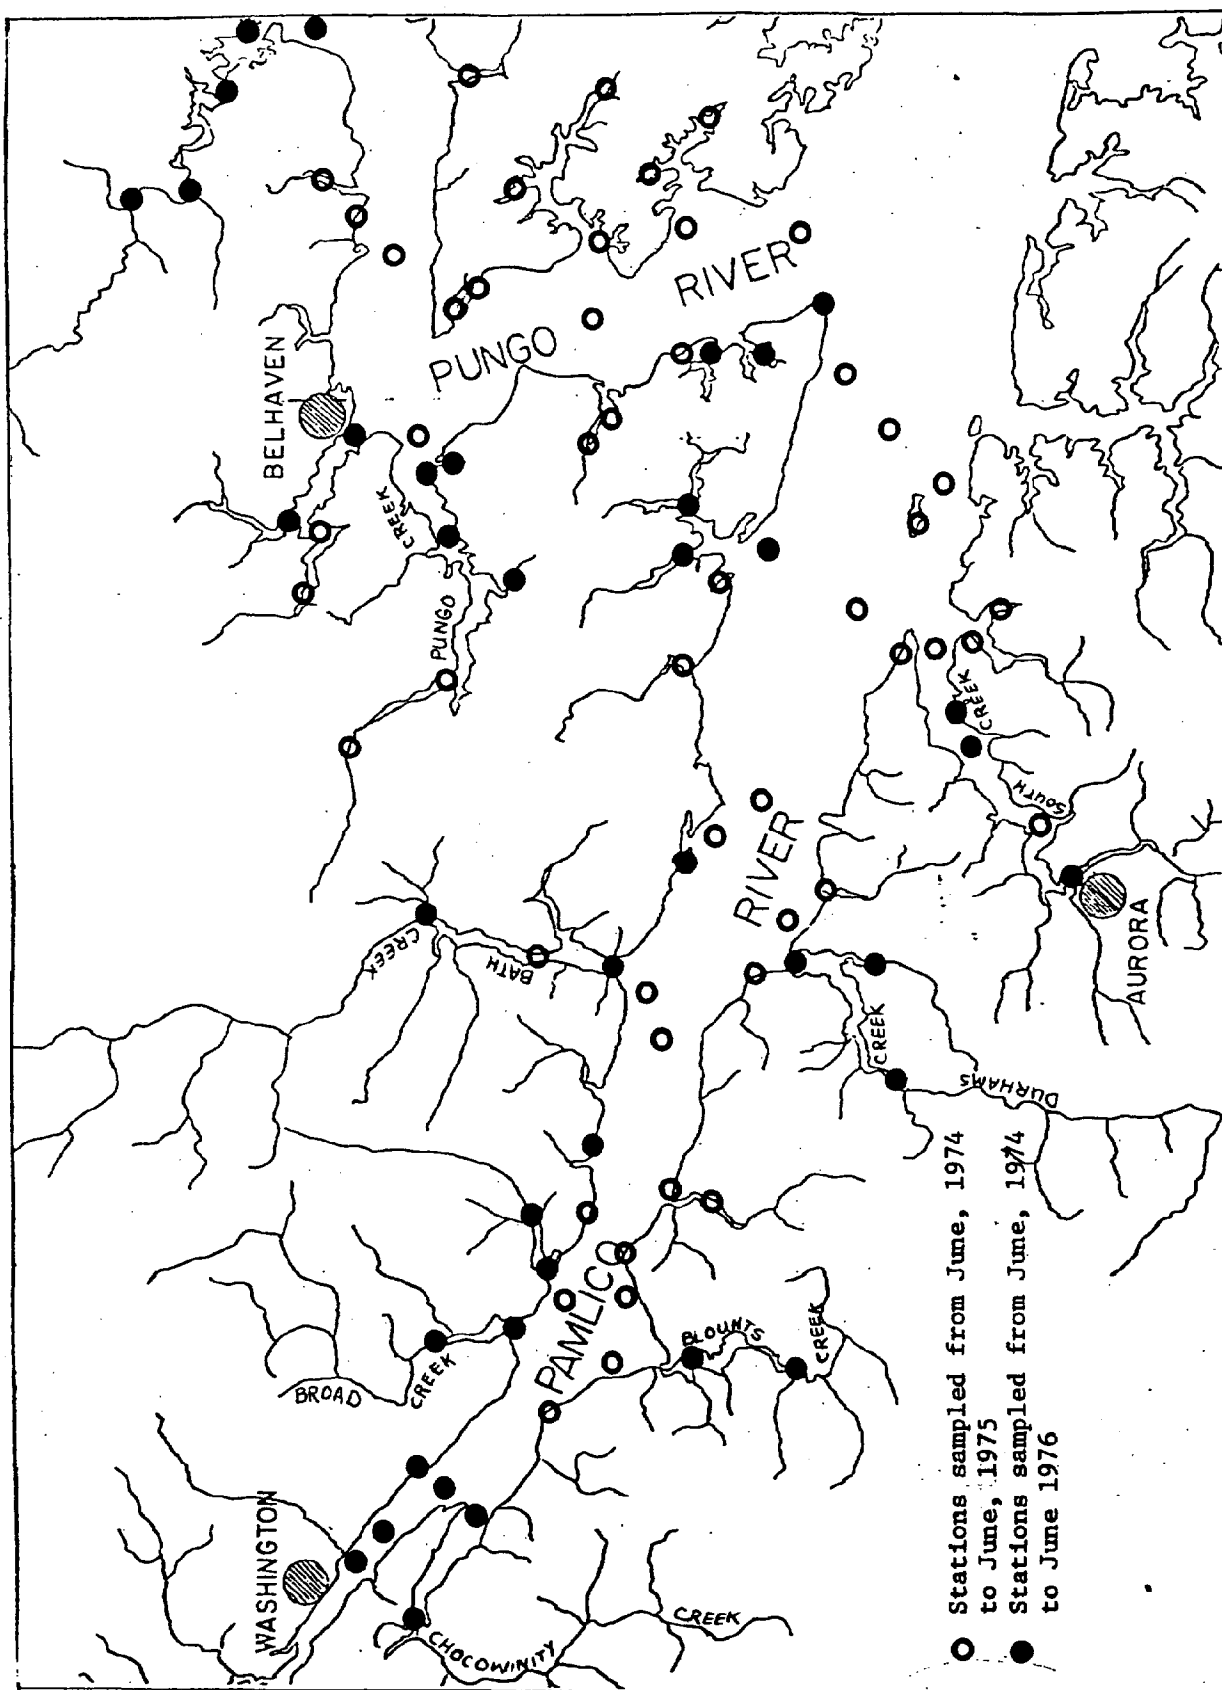 WASHINGTON
BELHAVEN
AURORA
PUNGO RIVER
PAMLICO RIVER
PUNGO CREEK
BATH CREEK
BROAD CREEK
CHOCOWINITY CREEK
BLOUNTS CREEK
DURHAMS CREEK
SOUTH CREEK
Stations sampled from June, 1974
to June, 1975
Stations sampled from June, 1974
to June 1976